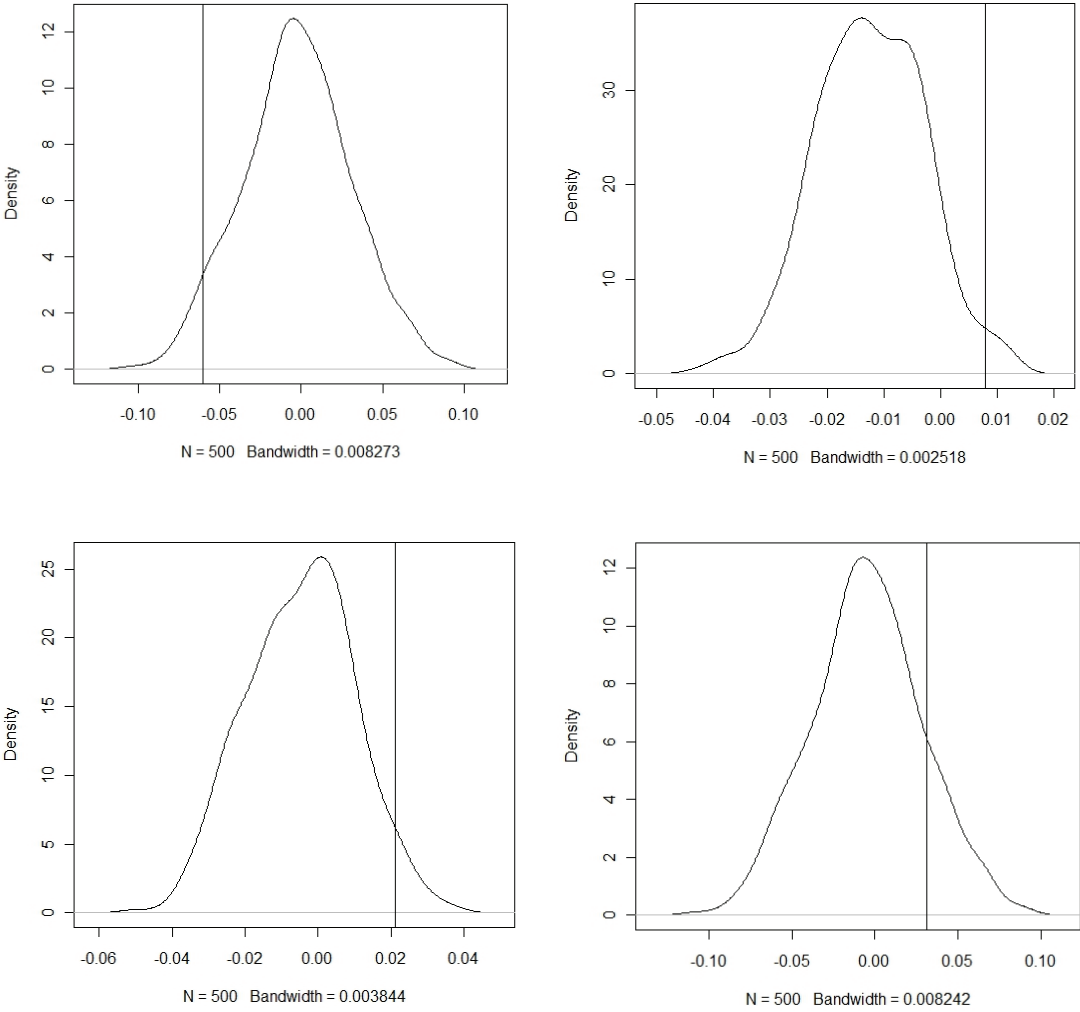 Density
12
10
8
6
4
2
0
-0.10 -0.05 0.00 0.05 0.10
N = 500 Bandwidth = 0.008273
Density
30
20
10
0
-0.05 -0.04 -0.03 -0.02 -0.01 0.00 0.01 0.02
N = 500 Bandwidth = 0.002518
Density
25
20
15
10
5
0
-0.06 -0.04 -0.02 0.00 0.02 0.04
N = 500 Bandwidth = 0.003844
Density
12
10
8
6
4
2
0
-0.10 -0.05 0.00 0.05 0.10
N = 500 Bandwidth = 0.008242